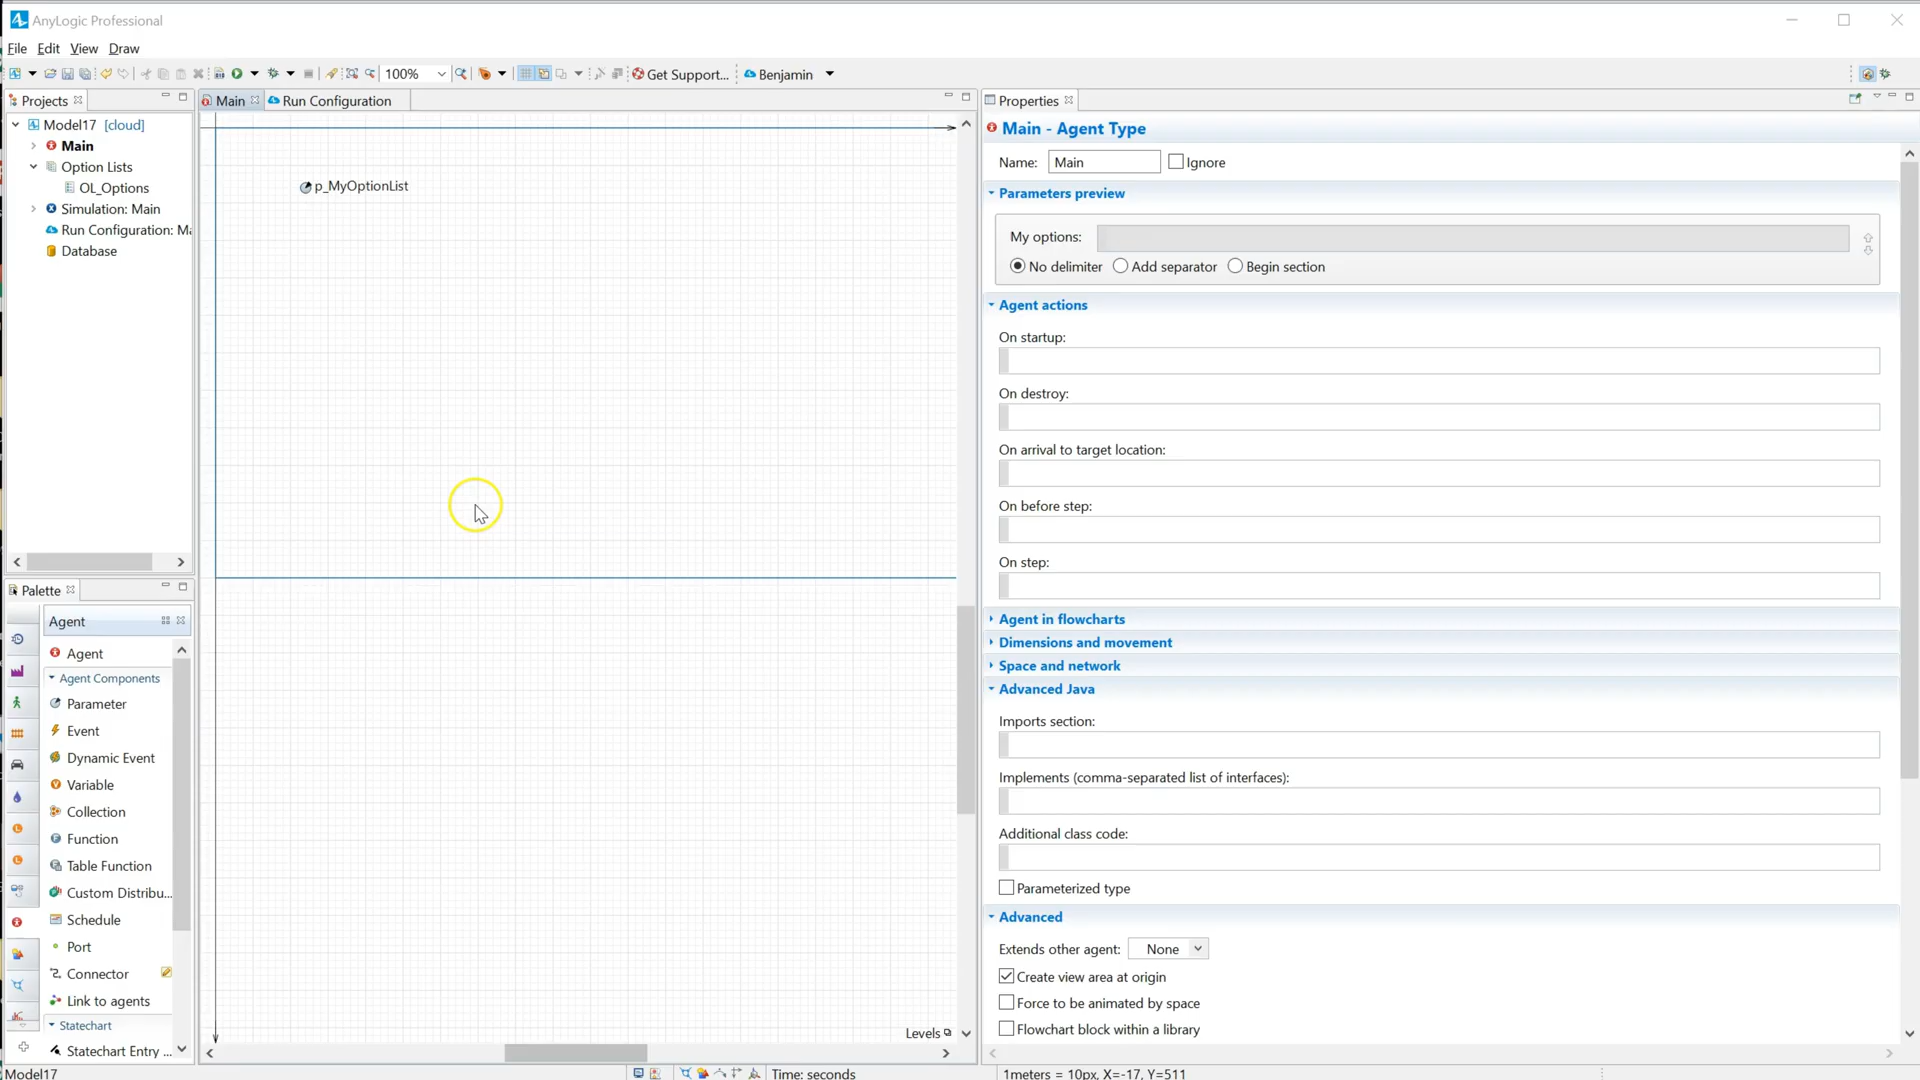 AnyLogic Professional
File Edit View Draw
100% Get Support... Benjamin
Projects
Model17 [cloud]
Main
Option Lists
OL_Options
Simulation: Main
Run Configuration: Ma
Database
Palette
Agent
Agent
Agent Components
Parameter
Event
Dynamic Event
Variable
Collection
Function
Table Function
Custom Distribu...
Schedule
Port
Connector
Link to agents
Statechart
Statechart Entry ...
Main Run Configuration
p_MyOptionList
Levels
Properties
Main - Agent Type
Name: Main Ignore
Parameters preview
My options:
No delimiter Add separator Begin section
Agent actions
On startup:
On destroy:
On arrival to target location:
On before step:
On step:
Agent in flowcharts
Dimensions and movement
Space and network
Advanced Java
Imports section:
Implements (comma-separated list of interfaces):
Additional class code:
Parameterized type
Advanced
Extends other agent: None
Create view area at origin
Force to be animated by space
Flowchart block within a library
Model17 Time: seconds 1meters = 10px, X=-17, Y=511